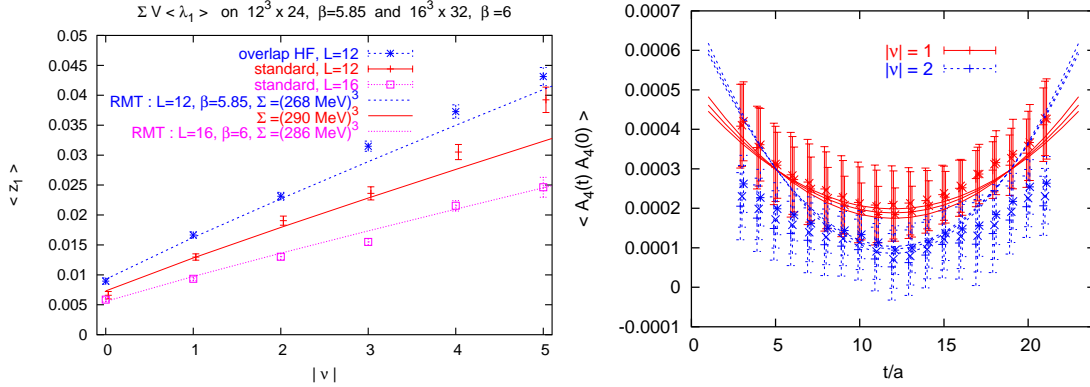 Σ V < λ₁ > on 12³ x 24, β=5.85 and 16³ x 32, β =6
0.05
0.045
0.04
0.035
0.03
0.025
0.02
0.015
0.01
0.005
0
< z₁ >
overlap HF, L=12
standard, L=12
standard, L=16
RMT : L=12, β=5.85, Σ =(268 MeV)³
Σ =(290 MeV)³
RMT : L=16, β=6, Σ =(286 MeV)³
0 1 2 3 4 5
| ν |
0.0007
0.0006
0.0005
0.0004
0.0003
0.0002
0.0001
0
-0.0001
< A₄(t) A₄(0) >
|ν| = 1
|ν| = 2
0 5 10 15 20
t/a